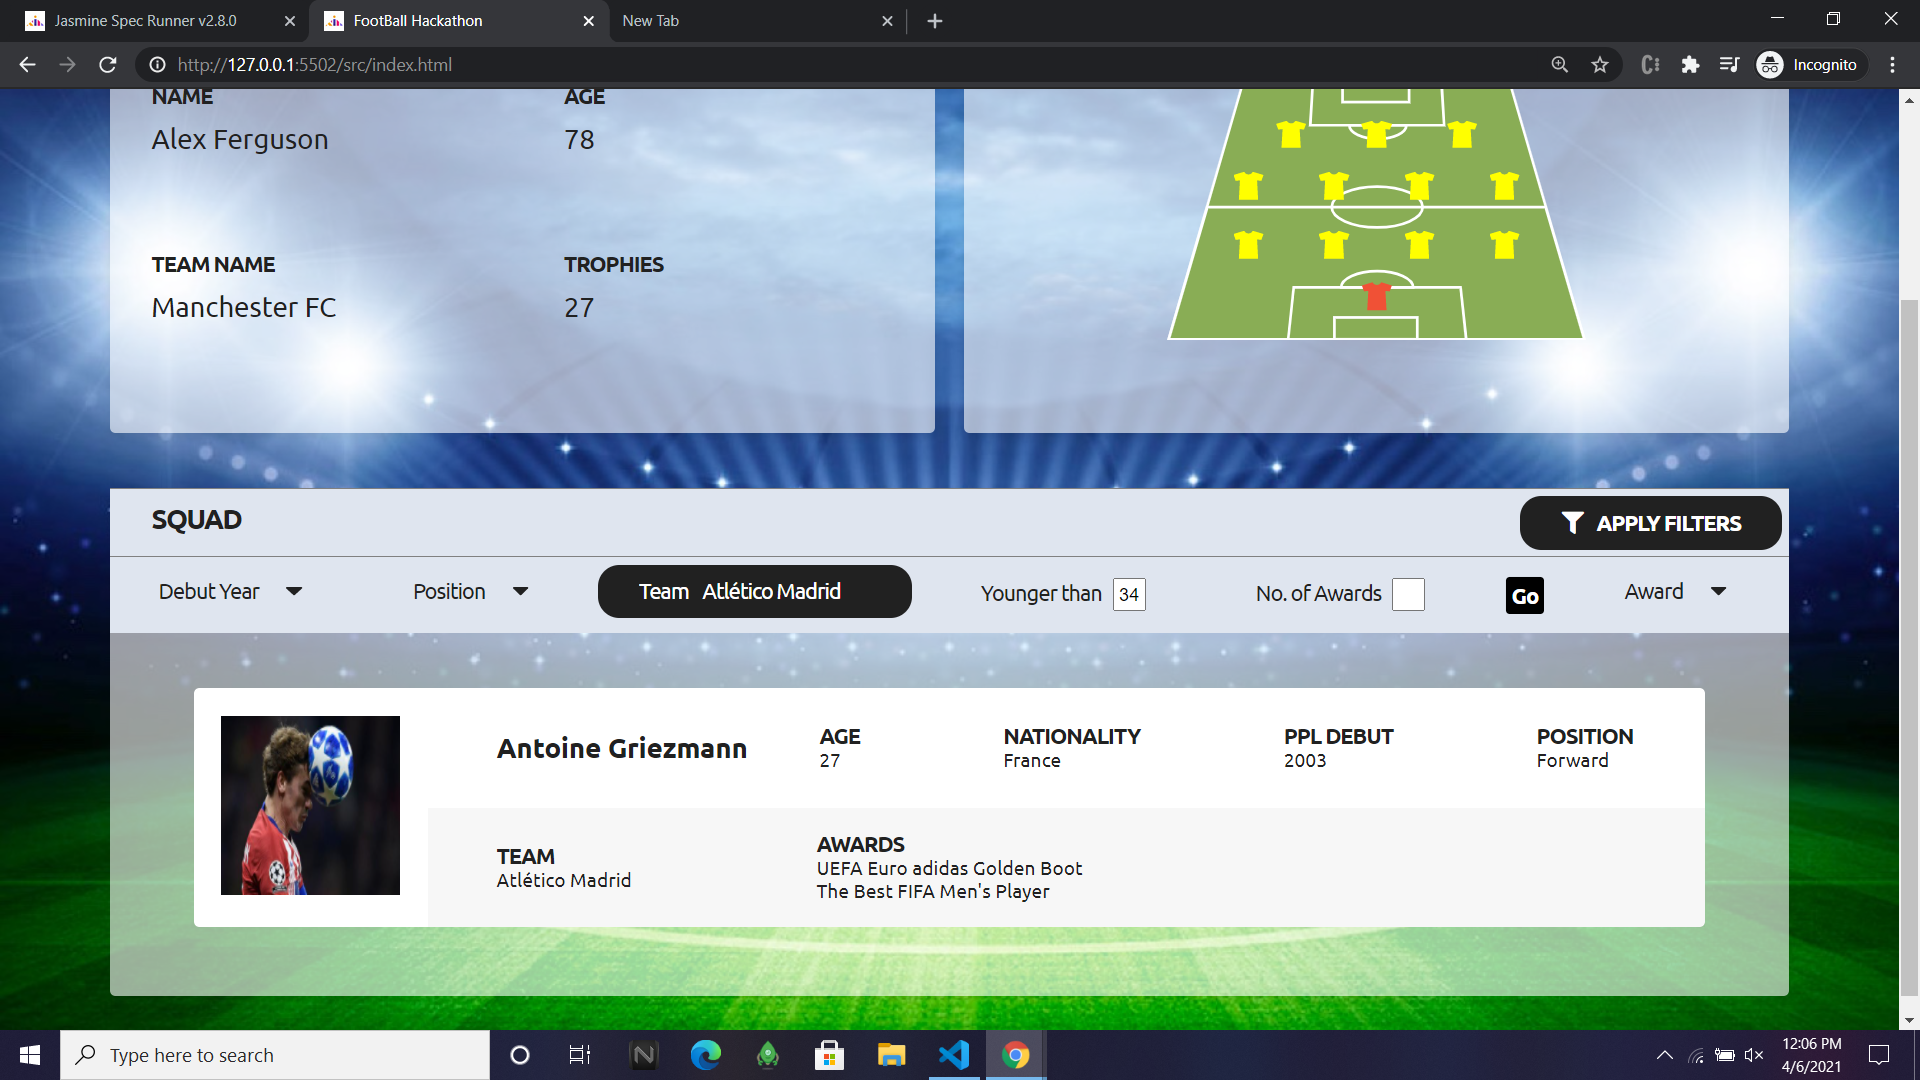 Jasmine Spec Runner v2.8.0
FootBall Hackathon
New Tab
http://127.0.0.1:5502/src/index.html
Incognito
NAME AGE
Alex Ferguson 78
TEAM NAME TROPHIES
Manchester FC 27
SQUAD
APPLY FILTERS
Debut Year Position Team Atlético Madrid Younger than 34 No. of Awards Go Award
Antoine Griezmann
AGE NATIONALITY PPL DEBUT POSITION
27 France 2003 Forward
TEAM
Atlético Madrid
AWARDS
UEFA Euro adidas Golden Boot
The Best FIFA Men's Player
Type here to search
N
12:06 PM
4/6/2021